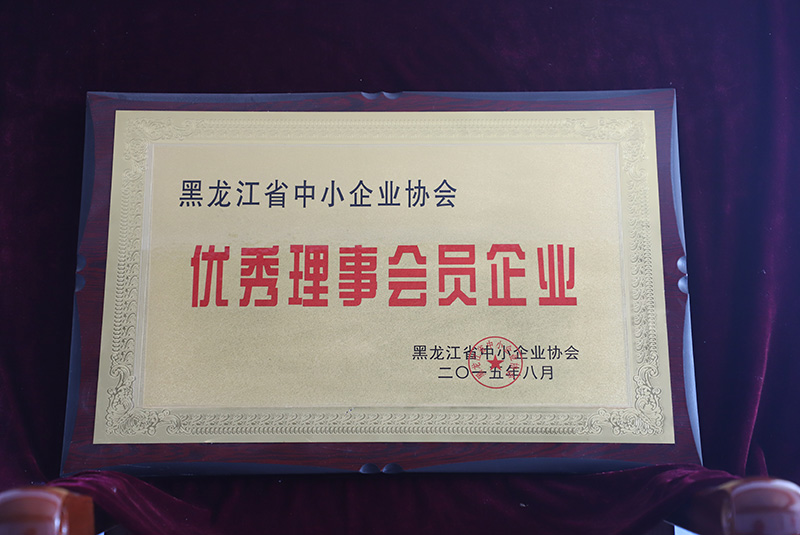 黑龙江省中小企业协会
优秀理事会员企业
黑龙江省中小企业协会
二〇一五年八月